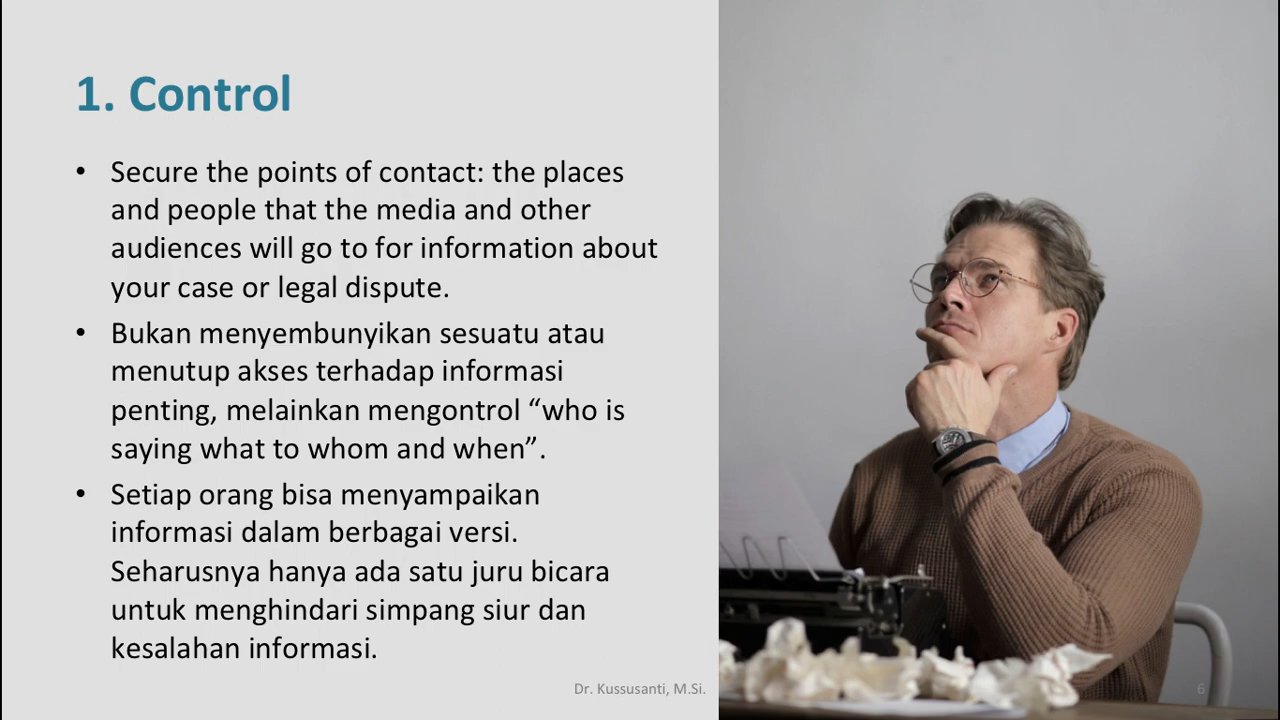 1. Control
• Secure the points of contact: the places
and people that the media and other
audiences will go to for information about
your case or legal dispute.
• Bukan menyembunyikan sesuatu atau
menutup akses terhadap informasi
penting, melainkan mengontrol “who is
saying what to whom and when”.
• Setiap orang bisa menyampaikan
informasi dalam berbagai versi.
Seharusnya hanya ada satu juru bicara
untuk menghindari simpang siur dan
kesalahan informasi.
Dr. Kussusanti, M.Si.
6